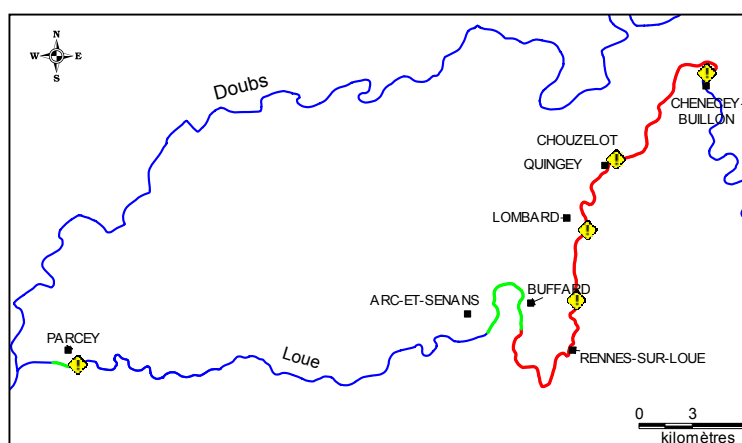 N
W E
S
Doubs
CHENECEY-
BUILLON
CHOUZELOT
QUINGEY
LOMBARD
BUFFARD
ARC-ET-SENANS
PARCEY
Loue
RENNES-SUR-LOUE
0 3
kilomètres